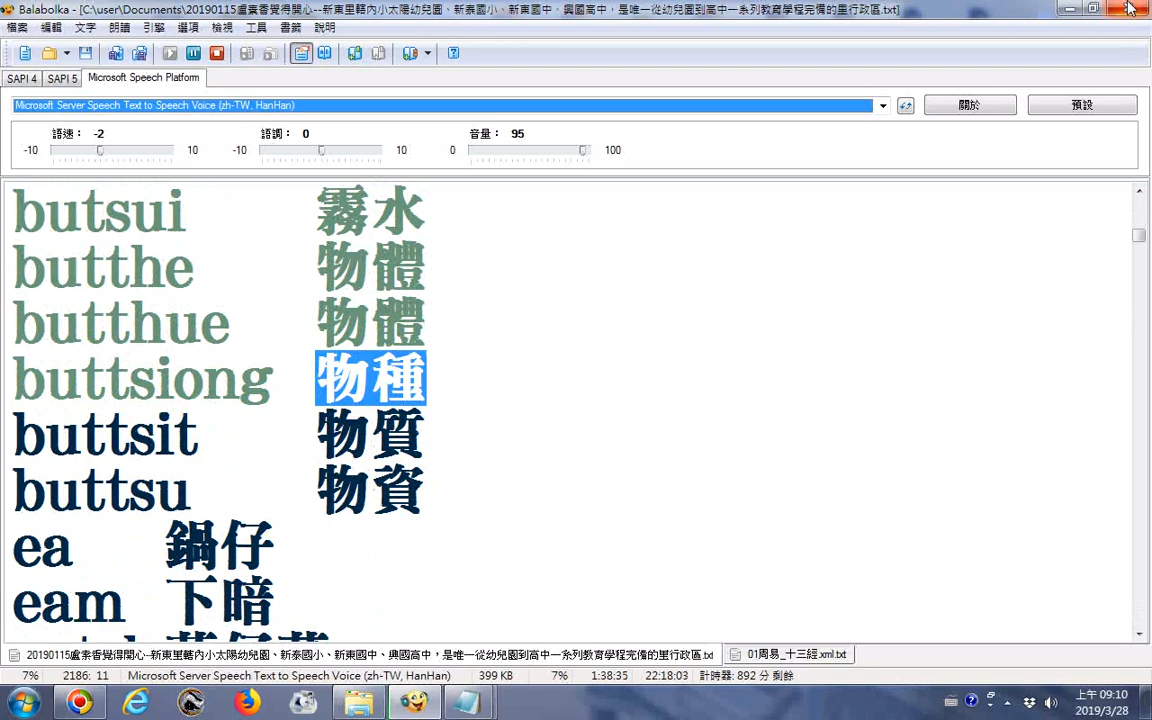 Balabolka - [C:\user\Documents\20190115盧素香覺得開心--新東里轄內小太陽幼兒園、新泰國小、新東國中、興國高中，是唯一從幼兒園到高中一系列教育學程完備的里行政區.txt]
檔案 編輯 文字 朗讀 引擎 選項 檢視 工具 書籤 說明
SAPI 4 SAPI 5 Microsoft Speech Platform
Microsoft Server Speech Text to Speech Voice (zh-TW, HanHan) 關於 預設
語速： -2 語調： 0 音量： 95
-10 10 -10 10 0 100
butsui 霧水
butthe 物體
butthue 物體
buttsiong 物種
buttsit 物質
buttsu 物資
ea 鍋仔
eam 下暗
20190115盧素香覺得開心--新東里轄內小太陽幼兒園、新泰國小、新東國中、興國高中，是唯一從幼兒園到高中一系列教育學程完備的里行政區.txt 01周易_十三經.xml.txt
7% 2186: 11 Microsoft Server Speech Text to Speech Voice (zh-TW, HanHan) 399 KB 7% 1:38:35 22:18:03 計時器: 892 分 剩餘
上午 09:10
2019/3/28